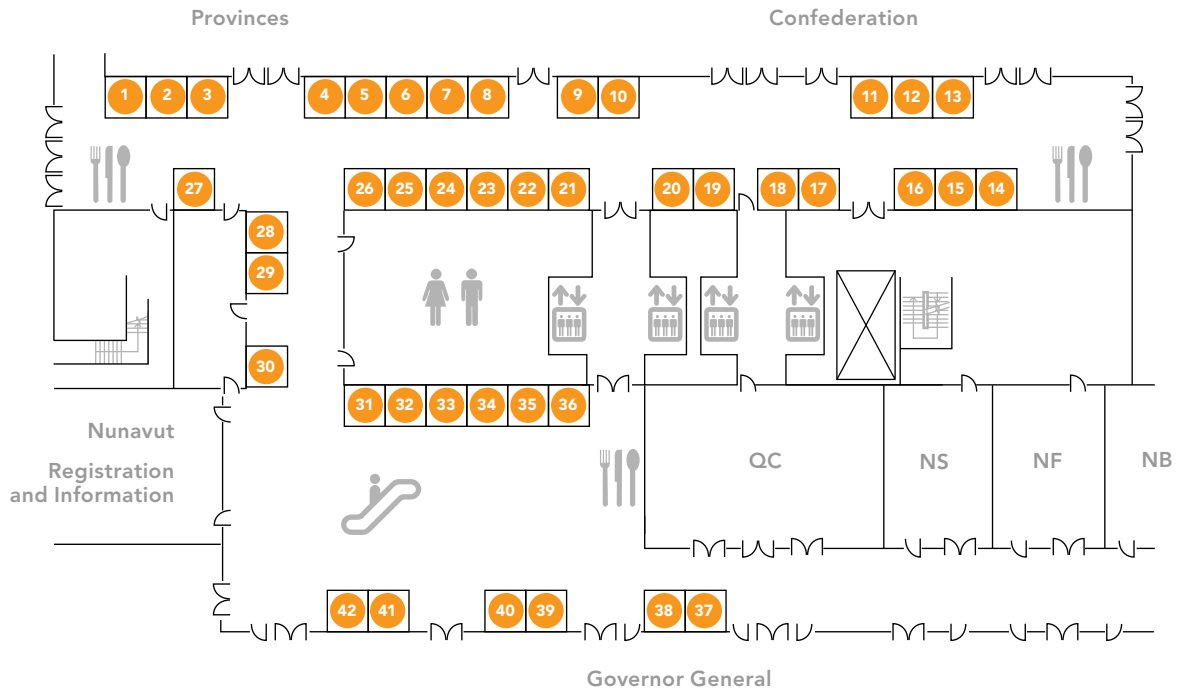 Provinces Confederation
1 2 3 4 5 6 7 8 9 10 11 12 13
27 26 25 24 23 22 21 20 19 18 17 16 15 14
28
29
30
31 32 33 34 35 36
Nunavut
Registration
and Information
QC NS NF NB
42 41 40 39 38 37
Governor General